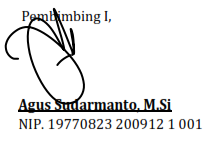 Pembimbing I,
Agus Sudarmanto, M.Si
NIP. 19770823 200912 1 001